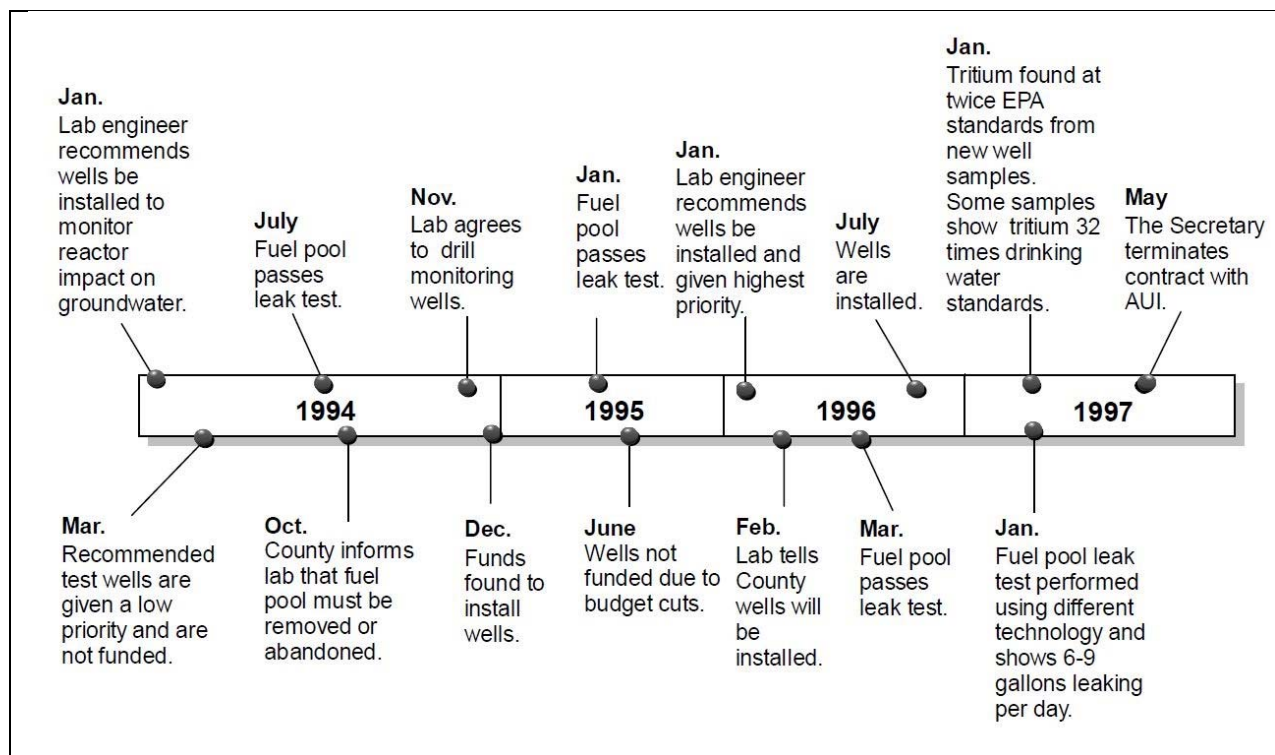 Jan.
Lab engineer
recommends
wells be
installed to
monitor
reactor
impact on
groundwater.
July
Fuel pool
passes
leak test.
Nov.
Lab agrees
to drill
monitoring
wells.
Jan.
Fuel
pool
passes
leak test.
Jan.
Lab engineer
recommends
wells be
installed and
given highest
priority.
July
Wells
are
installed.
Jan.
Tritium found at
twice EPA
standards from
new well
samples.
Some samples
show tritium 32
times drinking
water
standards.
May
The Secretary
terminates
contract with
AUI.
1994
1995
1996
1997
Mar.
Recommended
test wells are
given a low
priority and are
not funded.
Oct.
County informs
lab that fuel
pool must be
removed or
abandoned.
Dec.
Funds
found to
install
wells.
June
Wells not
funded due to
budget cuts.
Feb.
Lab tells
County
wells will
be
installed.
Mar.
Fuel pool
passes
leak test.
Jan.
Fuel pool leak
test performed
using different
technology and
shows 6-9
gallons leaking
per day.